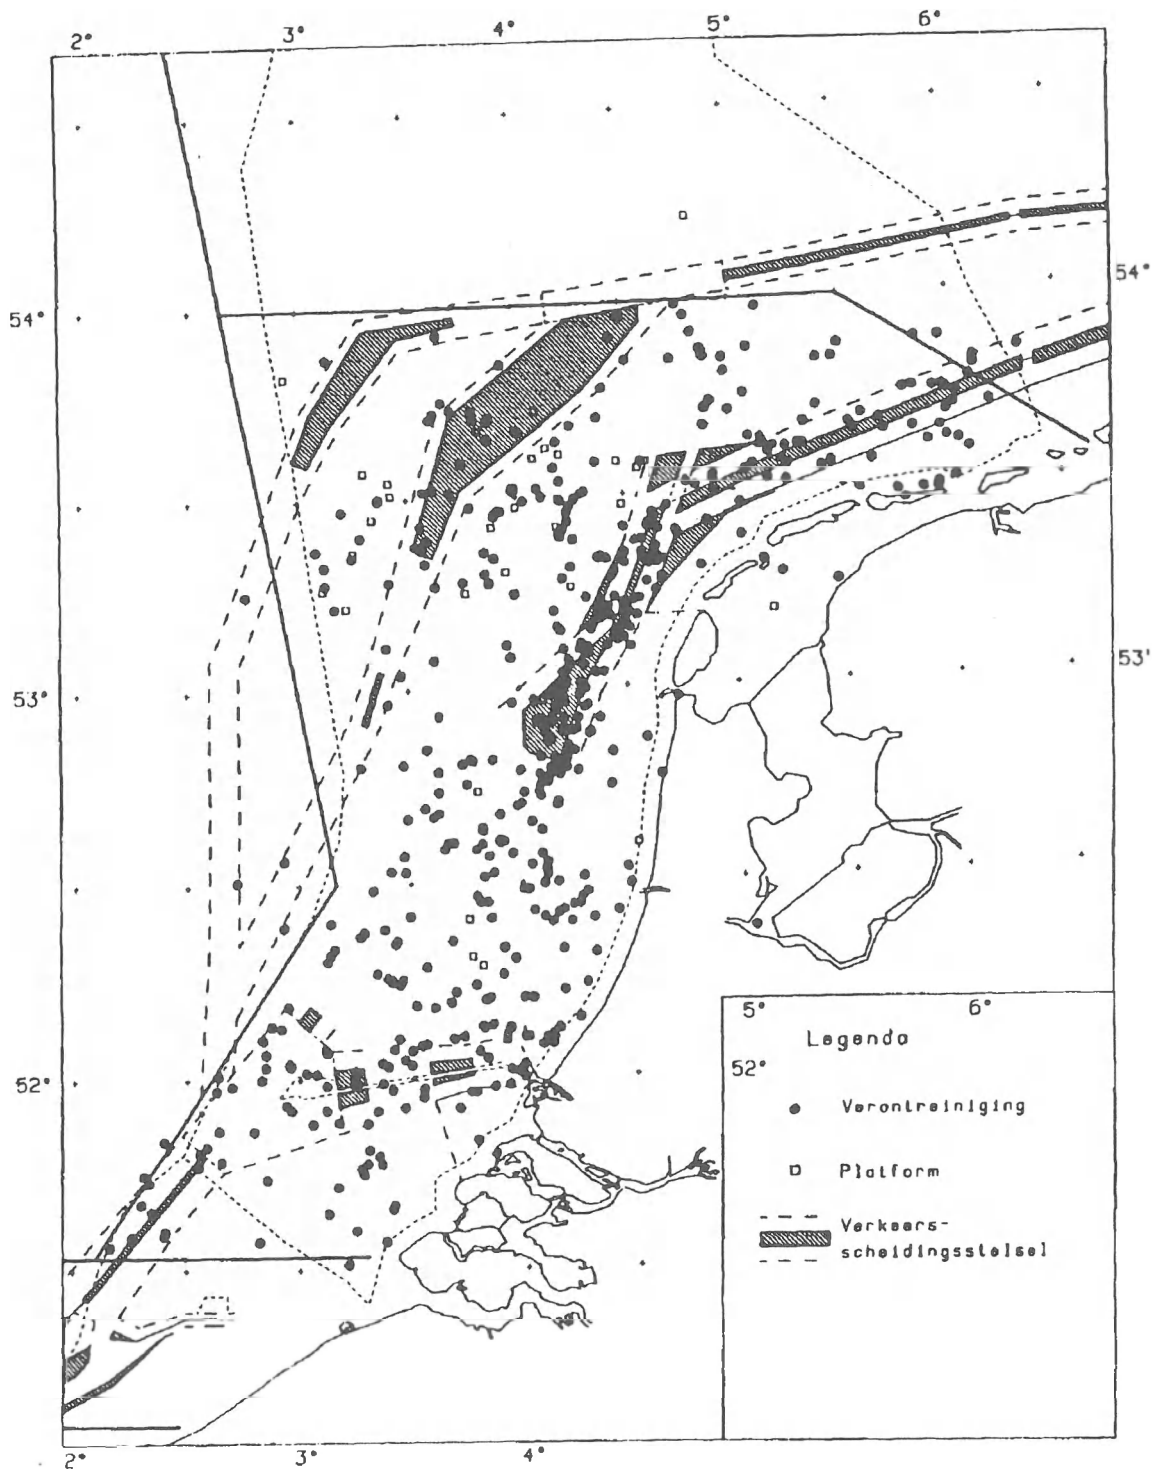 2° 3° 4° 5° 6°
54°
54°
53'
53°
52°
5° 6°
Legenda
52°
Verontreiniging
Platform
Verkeers-
scheidingsstelsel
2° 3° 4°